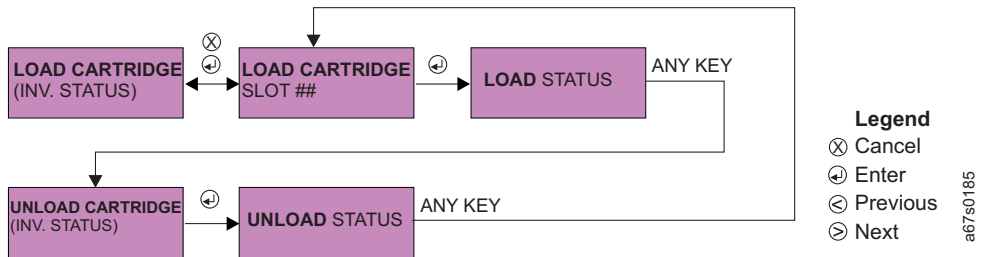 LOAD CARTRIDGE
(INV. STATUS)
LOAD CARTRIDGE
SLOT ##
LOAD STATUS
ANY KEY
UNLOAD CARTRIDGE
(INV. STATUS)
UNLOAD STATUS
ANY KEY
Legend
Cancel
Enter
Previous
Next
a67s0185